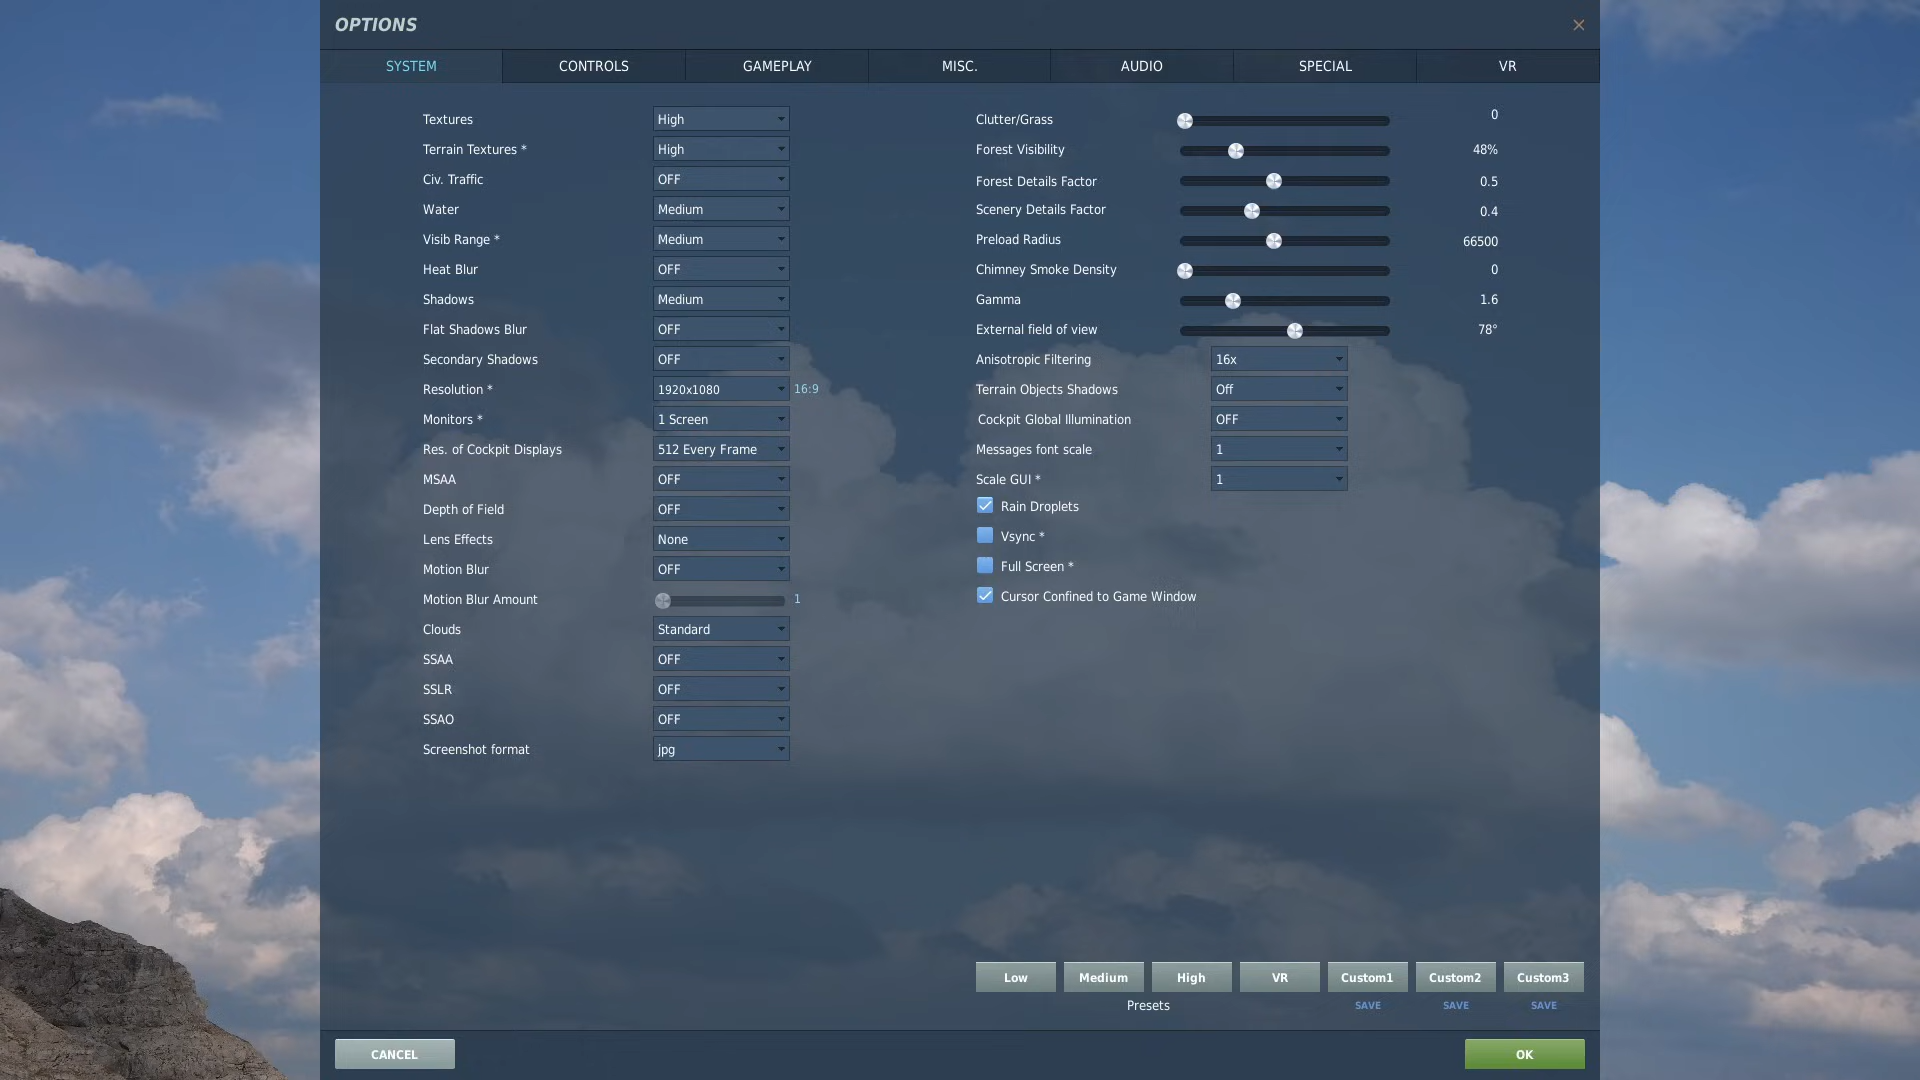 OPTIONS
SYSTEM CONTROLS GAMEPLAY MISC. AUDIO SPECIAL VR
Textures High
Terrain Textures * High
Civ. Traffic OFF
Water Medium
Visib Range * Medium
Heat Blur OFF
Shadows Medium
Flat Shadows Blur OFF
Secondary Shadows OFF
Resolution * 1920x1080 16:9
Monitors * 1 Screen
Res. of Cockpit Displays 512 Every Frame
MSAA OFF
Depth of Field OFF
Lens Effects None
Motion Blur OFF
Motion Blur Amount 1
Clouds Standard
SSAA OFF
SSLR OFF
SSAO OFF
Screenshot format jpg
Clutter/Grass 0
Forest Visibility 48%
Forest Details Factor 0.5
Scenery Details Factor 0.4
Preload Radius 66500
Chimney Smoke Density 0
Gamma 1.6
External field of view 78°
Anisotropic Filtering 16x
Terrain Objects Shadows Off
Cockpit Global Illumination OFF
Messages font scale 1
Scale GUI * 1
Rain Droplets
Vsync *
Full Screen *
Cursor Confined to Game Window
Low Medium High VR Custom1 Custom2 Custom3
Presets SAVE SAVE SAVE
CANCEL OK